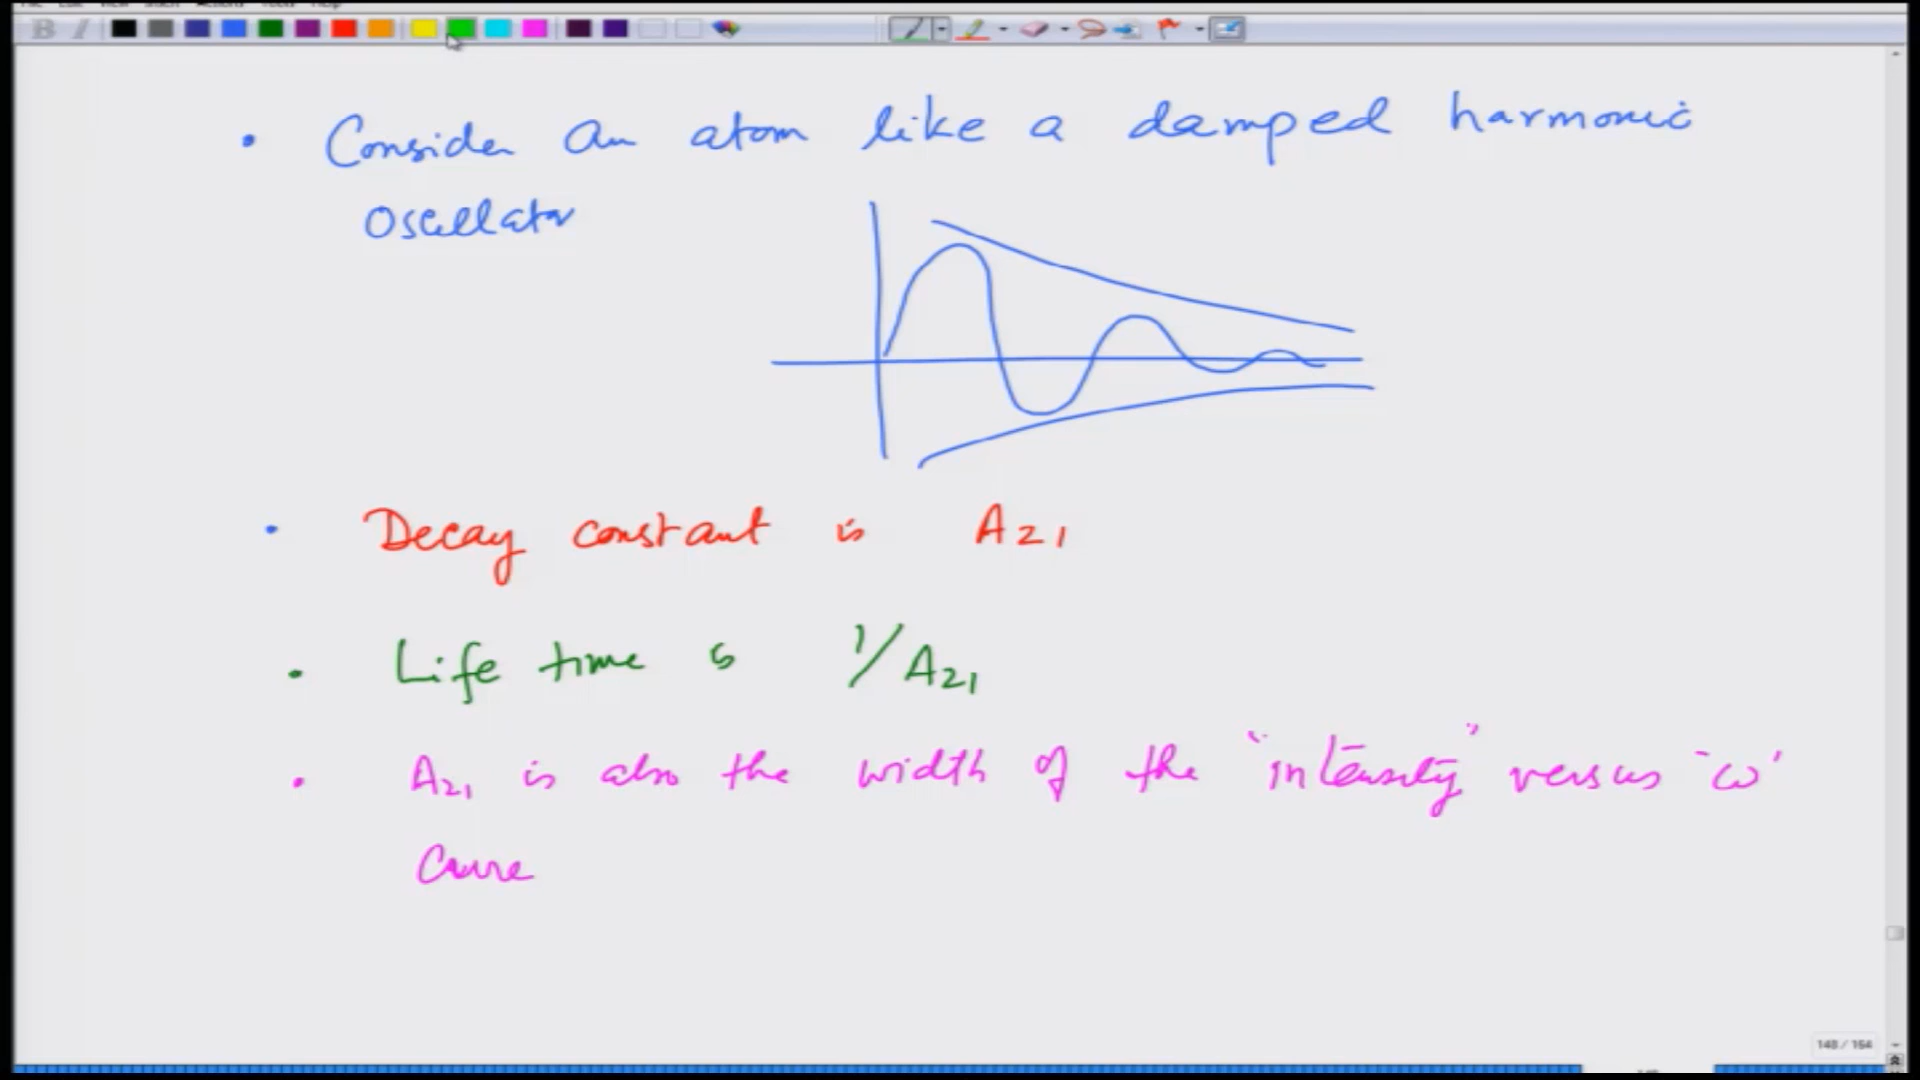 • Consider an atom like a damped harmonic
Oscillator
• Decay constant is A21
• Life time is 1/A21
• A21 is also the width of the "intensity" versus 'ω'
Curve
148 / 154